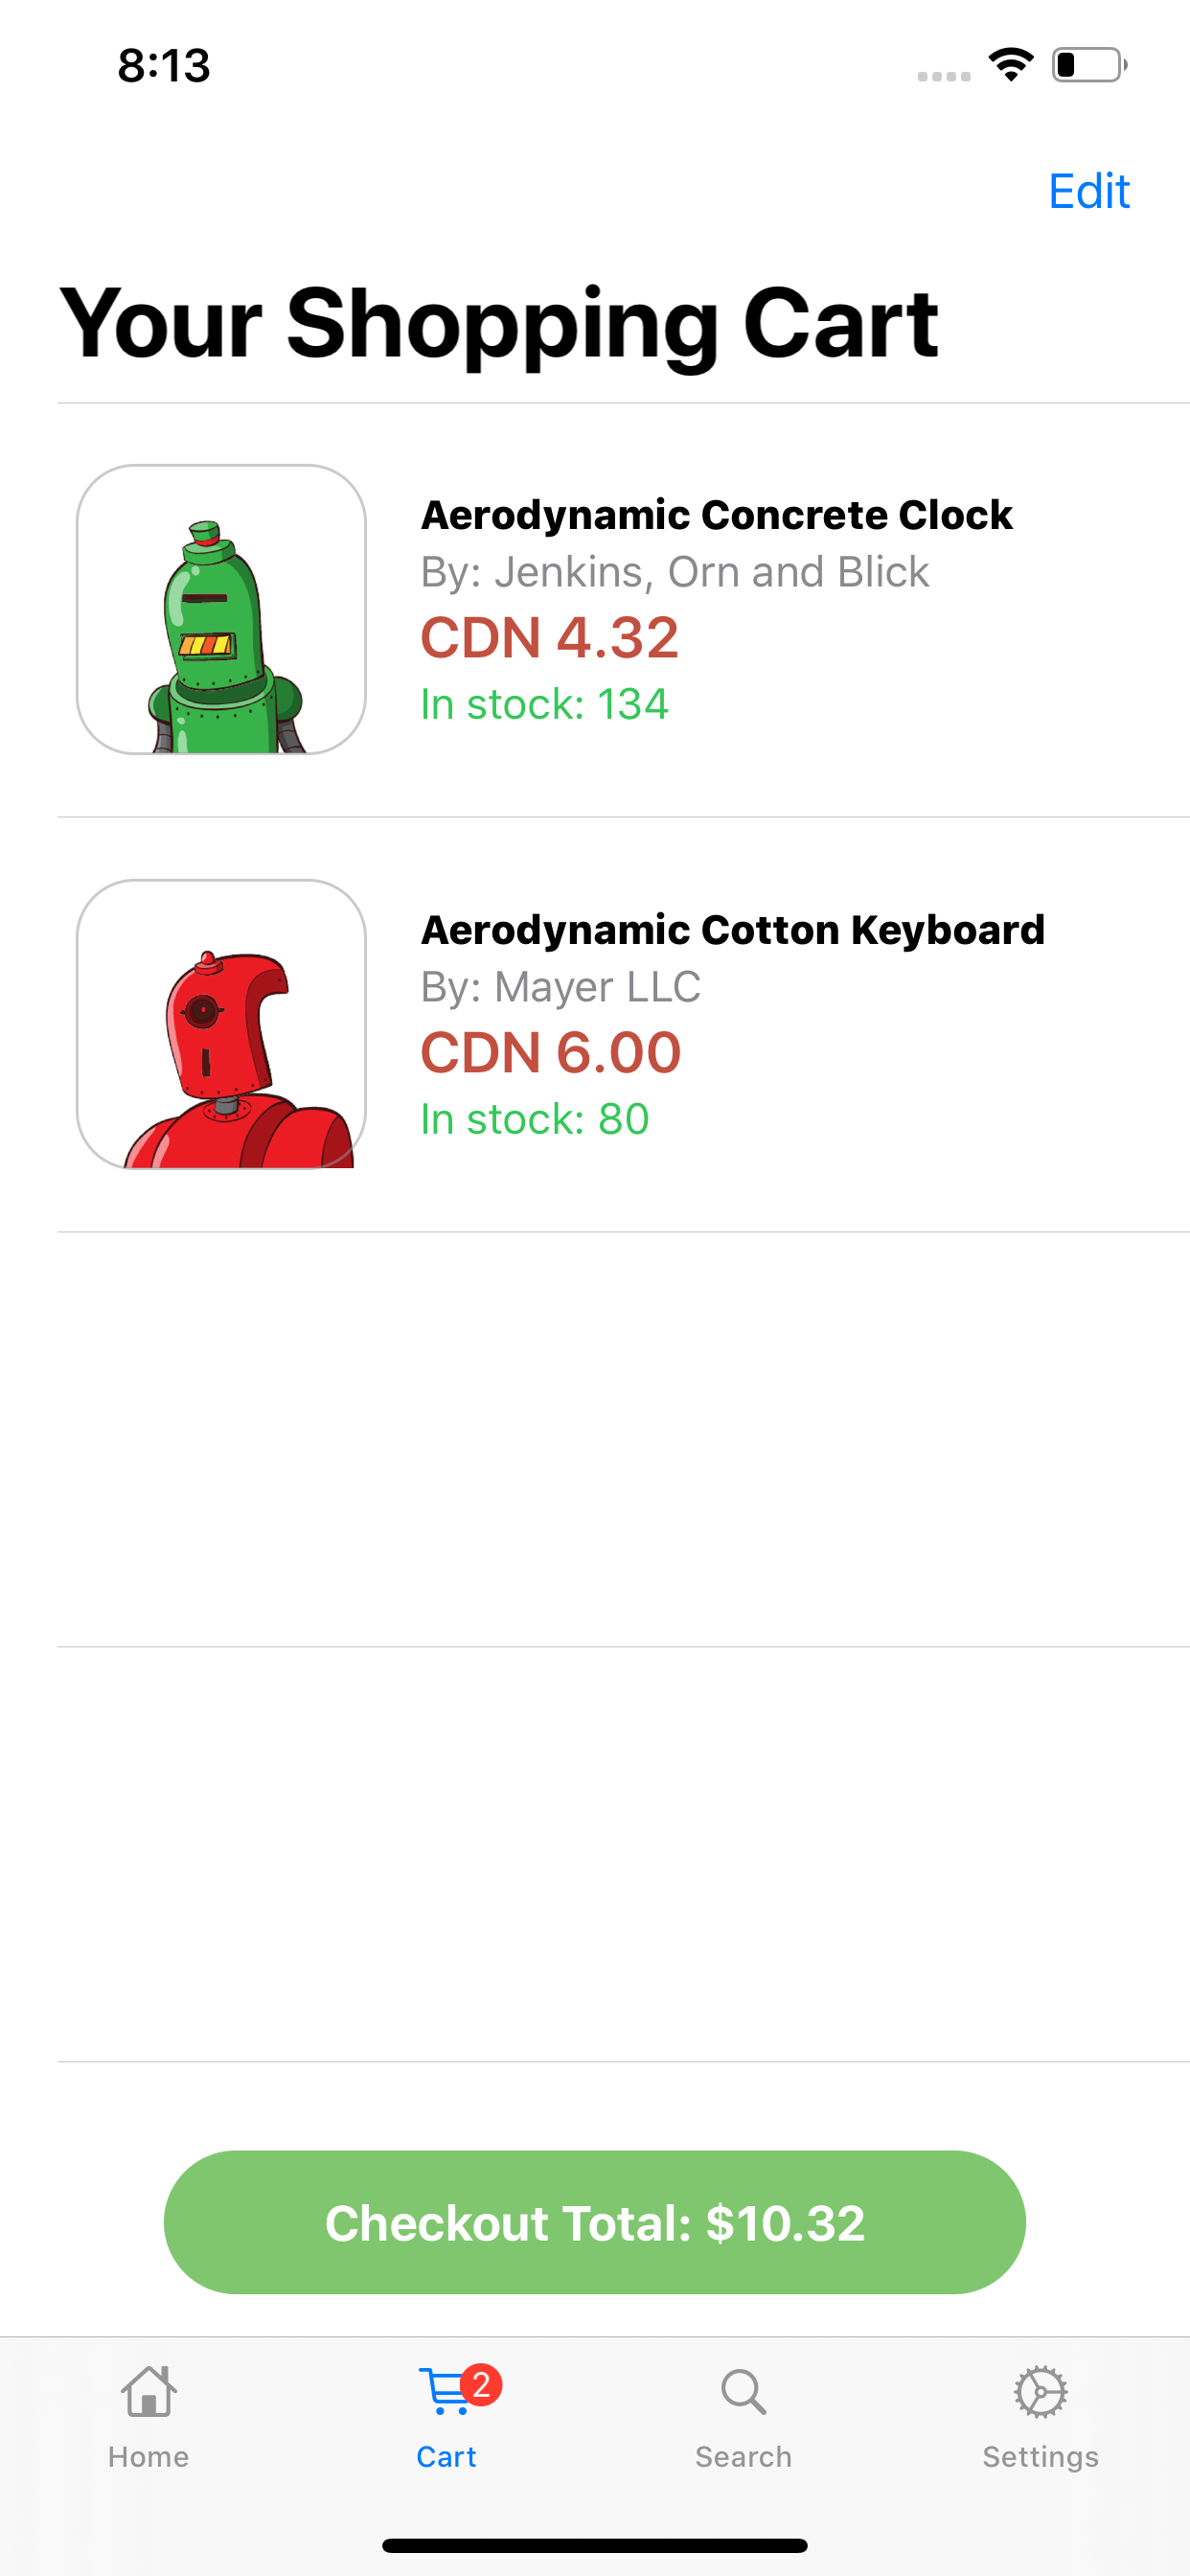 8:13
Edit
Your Shopping Cart
Aerodynamic Concrete Clock
By: Jenkins, Orn and Blick
CDN 4.32
In stock: 134
Aerodynamic Cotton Keyboard
By: Mayer LLC
CDN 6.00
In stock: 80
Checkout Total: $10.32
2
Home
Cart
Search
Settings